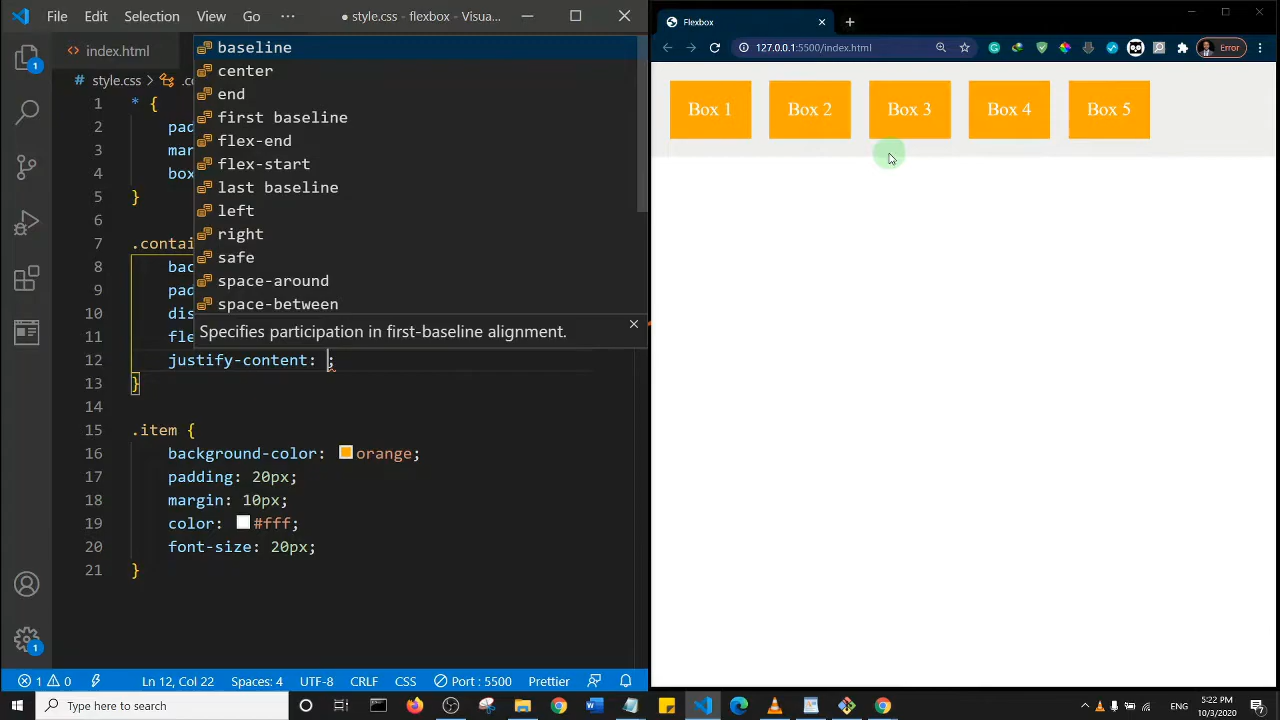 File Edit Selection View Go ··· ● style.css - flexbox - Visua...
index.html
# style.css > .c
baseline
center
end
first baseline
flex-end
flex-start
last baseline
left
right
safe
space-around
space-between
Specifies participation in first-baseline alignment.
1 * {
2 pad
3 mar
4 box
5 }
6
7 .contai
8 bac
9 pad
10 dis
11 fle
12 justify-content: ;
13 }
14
15 .item {
16 background-color: orange;
17 padding: 20px;
18 margin: 10px;
19 color: #fff;
20 font-size: 20px;
21 }
1
1
1 0 Ln 12, Col 22 Spaces: 4 UTF-8 CRLF CSS Port : 5500 Prettier
Flexbox
127.0.0.1:5500/index.html Error
Box 1 Box 2 Box 3 Box 4 Box 5
Type here to search
ENG 5:22 PM
10/3/2020 7